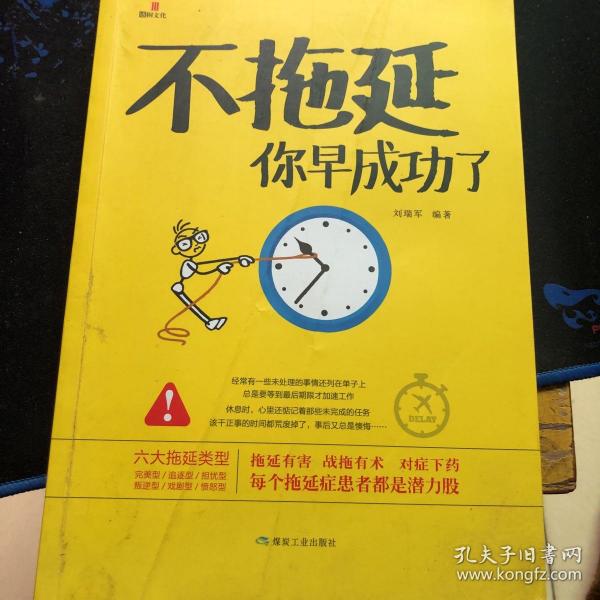 不拖延
你早成功了
刘瑞军 编著
经常有一些未处理的事情还列在单子上
总是要等到最后期限才加速工作
休息时，心里还惦记着那些未完成的任务
该干正事的时间都荒废掉了，事后又总是懊悔……
DELAY
六大拖延类型
完美型/追逐型/担忧型
叛逆型/戏剧型/愤怒型
拖延有害 战拖有术 对症下药
每个拖延症患者都是潜力股
煤炭工业出版社
孔夫子旧书网
www.kongfz.com